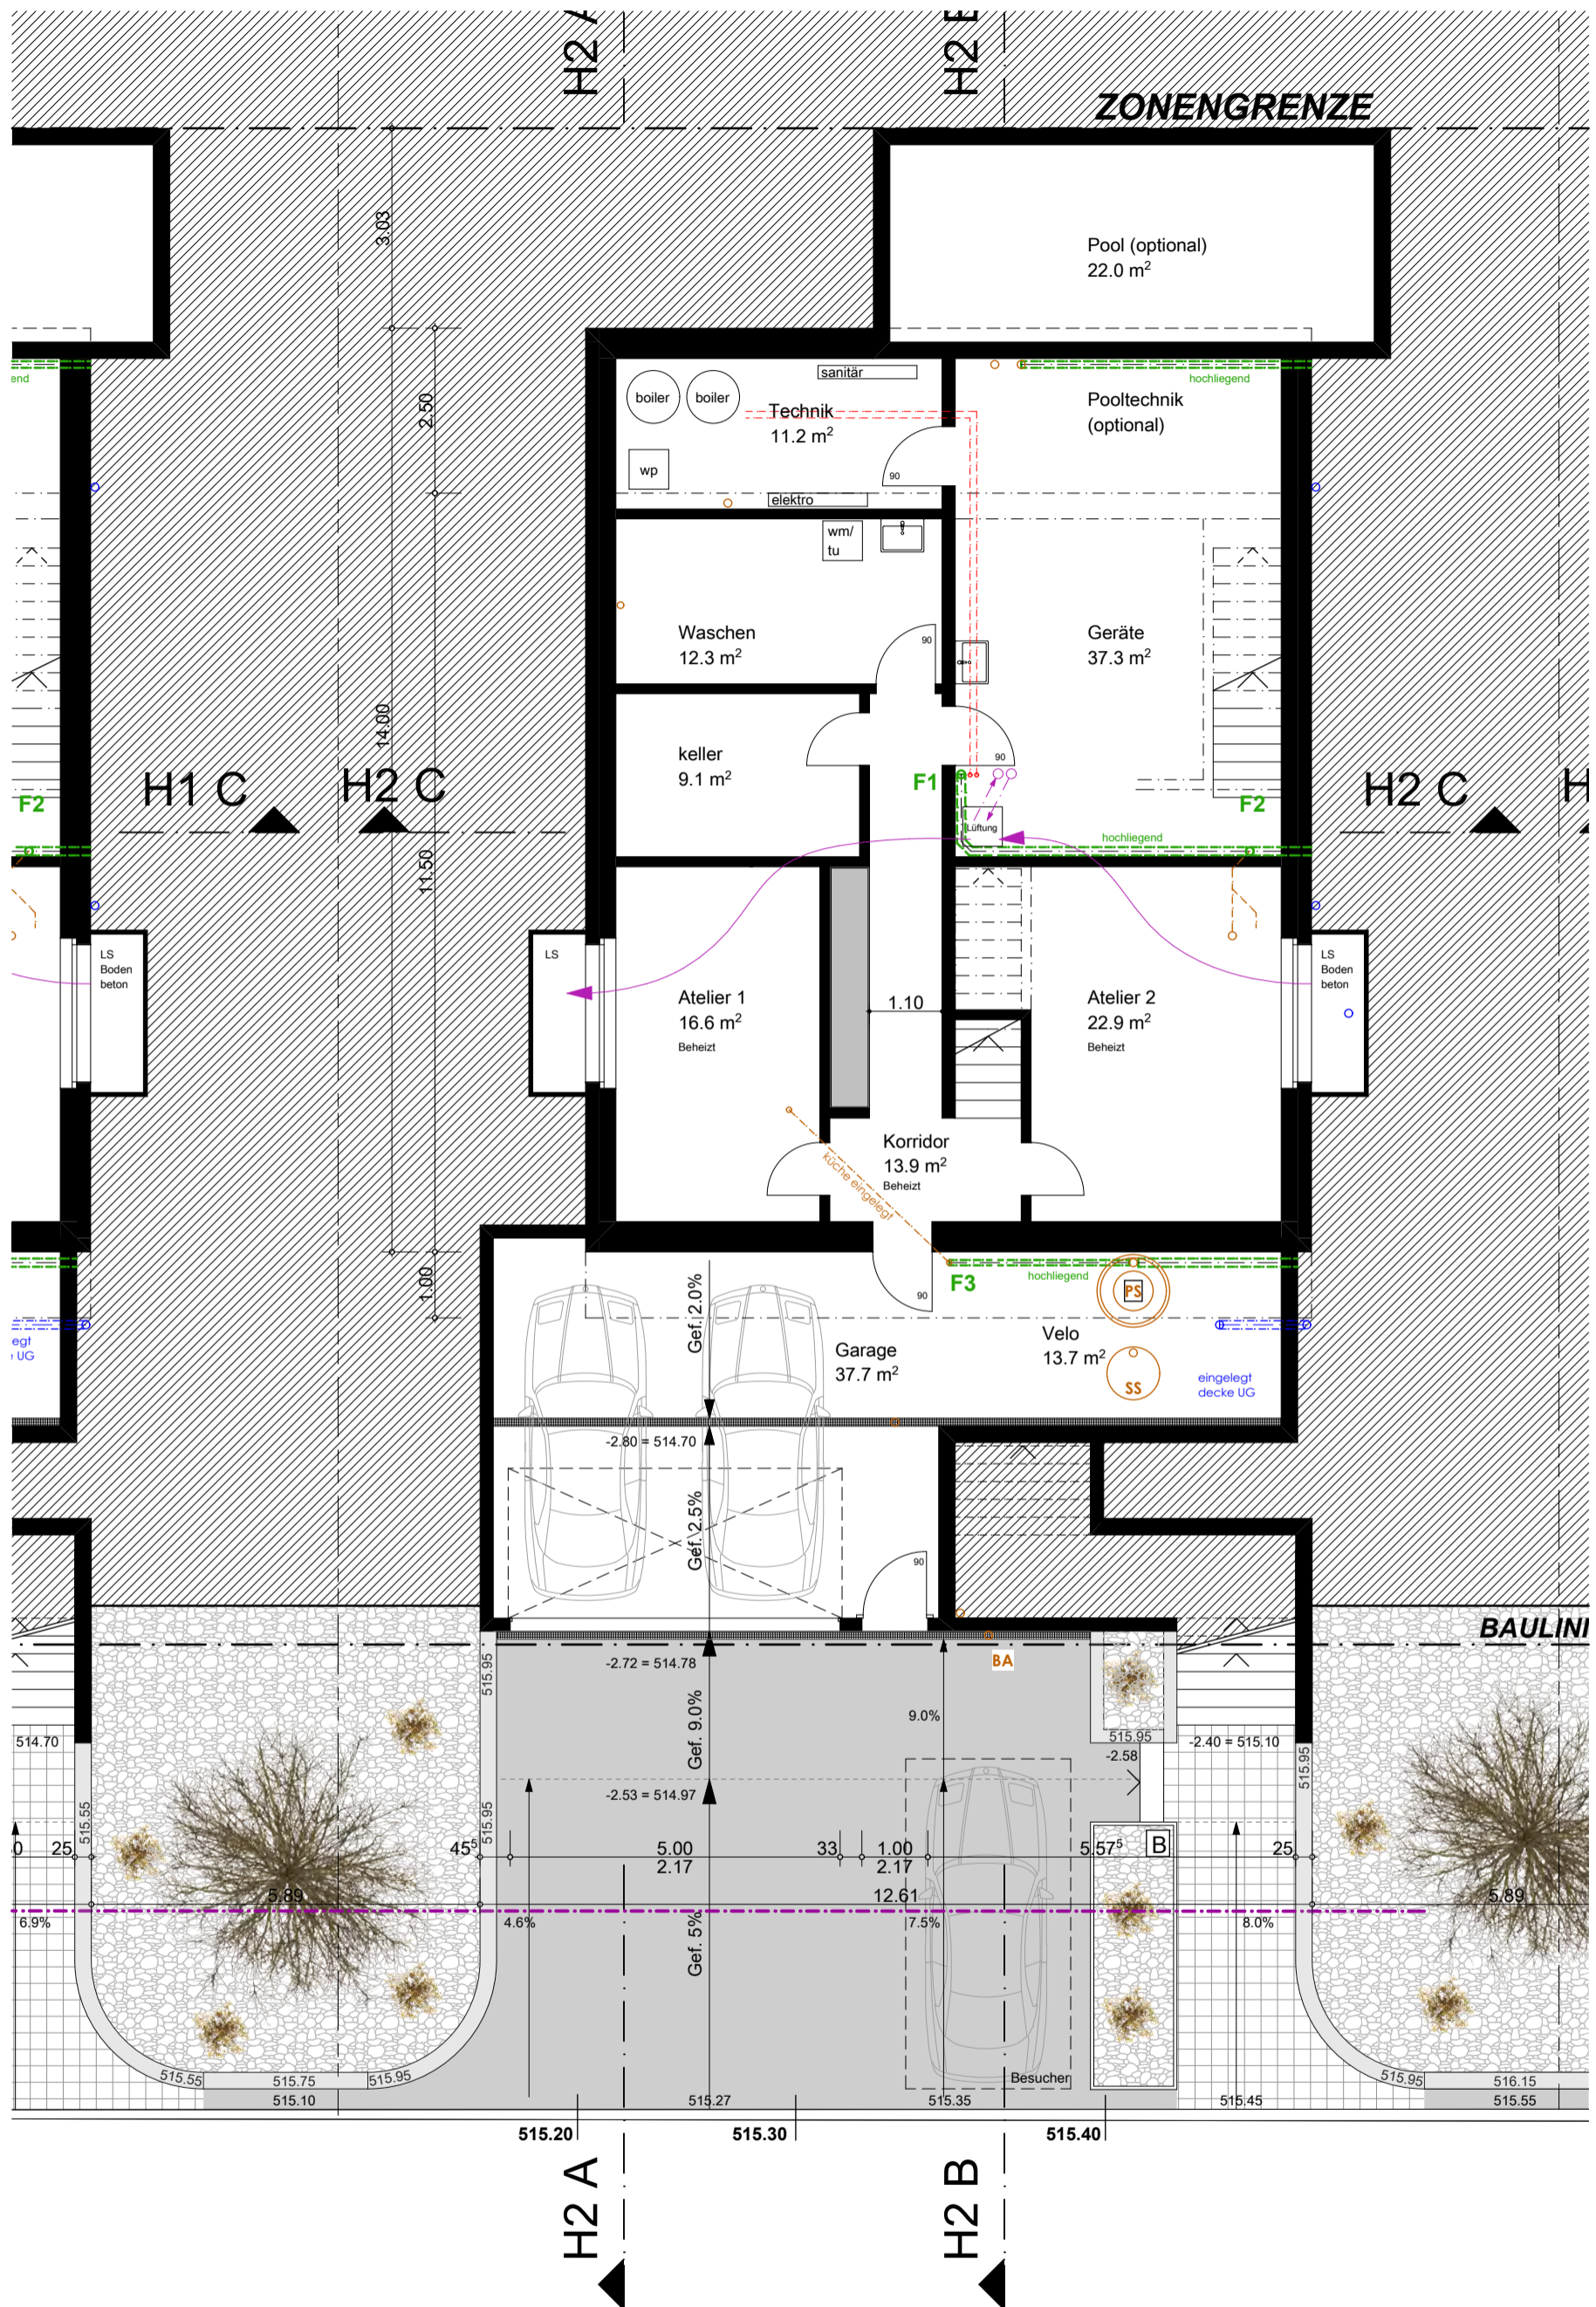 H2 A
H2 B
ZONENGRENZE
3.03
Pool (optional)
22.0 m²
end
hochliegend
sanitär
boiler
boiler
Technik
11.2 m²
Pooltechnik
(optional)
2.50
wp
90
elektro
wm/
tu
Waschen
12.3 m²
90
Geräte
37.3 m²
14.00
keller
9.1 m²
90
H1 C
H2 C
F1
F2
F2
H2 C
H
Lüftung
hochliegend
11.50
LS
Boden
beton
LS
LS
Boden
beton
Atelier 1
16.6 m²
Beheizt
1.10
Atelier 2
22.9 m²
Beheizt
Korridor
13.9 m²
Beheizt
küche eingelegt
1.00
Gef. 2.0%
90
F3
hochliegend
PS
egt
UG
Velo
13.7 m²
Garage
37.7 m²
SS
eingelegt
decke UG
-2.80 = 514.70
Gef. 2.5%
90
BAULINI
515.95
-2.72 = 514.78
BA
514.70
Gef. 9.0%
9.0%
515.95
-2.58
-2.40 = 515.10
515.95
-2.53 = 514.97
515.55
515.95
0
25
45⁵
5.00
2.17
33
1.00
2.17
5.57⁵
B
25
5.89
12.61
5.89
6.9%
4.6%
Gef. 5%
7.5%
8.0%
Besucher
515.55
515.75
515.95
515.95
516.15
515.10
515.27
515.35
515.45
515.55
515.20
515.30
515.40
H2 A
H2 B